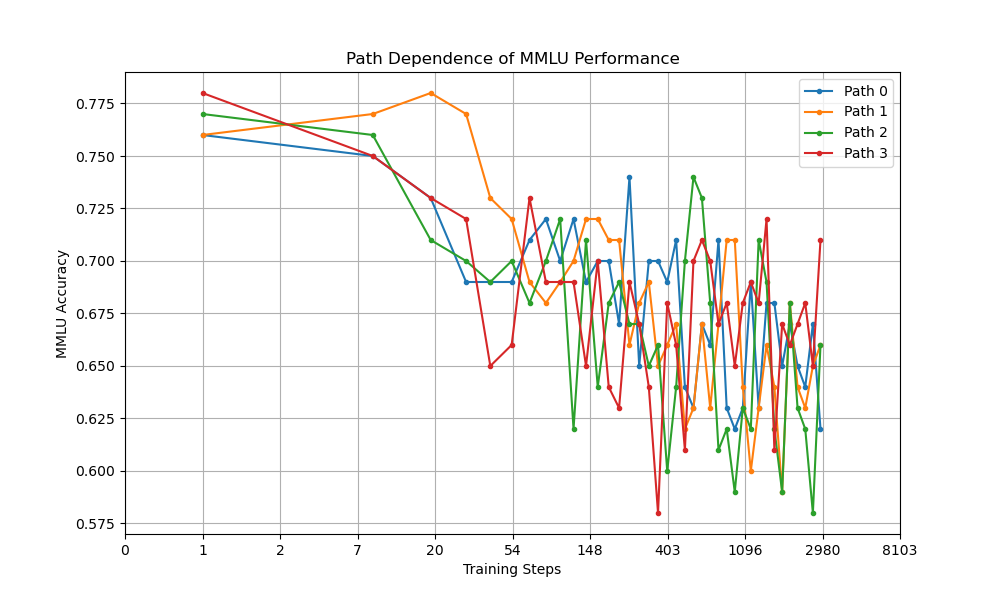 Path Dependence of MMLU Performance
Path 0
Path 1
Path 2
Path 3
MMLU Accuracy
0.775
0.750
0.725
0.700
0.675
0.650
0.625
0.600
0.575
0 1 2 7 20 54 148 403 1096 2980 8103
Training Steps